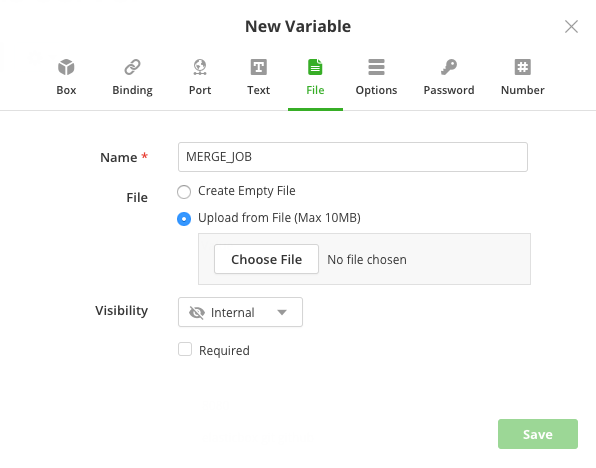 New Variable
Box Binding Port Text File Options Password Number
Name * MERGE_JOB
File Create Empty File
Upload from File (Max 10MB)
Choose File No file chosen
Visibility Internal
Required
Save